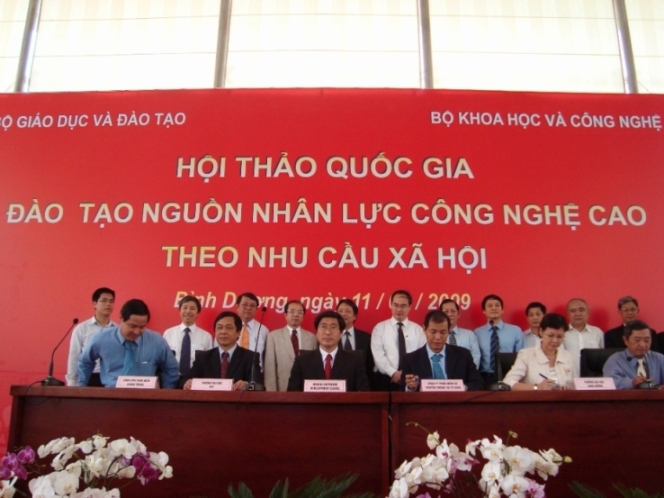 BỘ GIÁO DỤC VÀ ĐÀO TẠO
BỘ KHOA HỌC VÀ CÔNG NGHỆ
HỘI THẢO QUỐC GIA
ĐÀO TẠO NGUỒN NHÂN LỰC CÔNG NGHỆ CAO
THEO NHU CẦU XÃ HỘI
Bình Dương, ngày 11 / / 2009